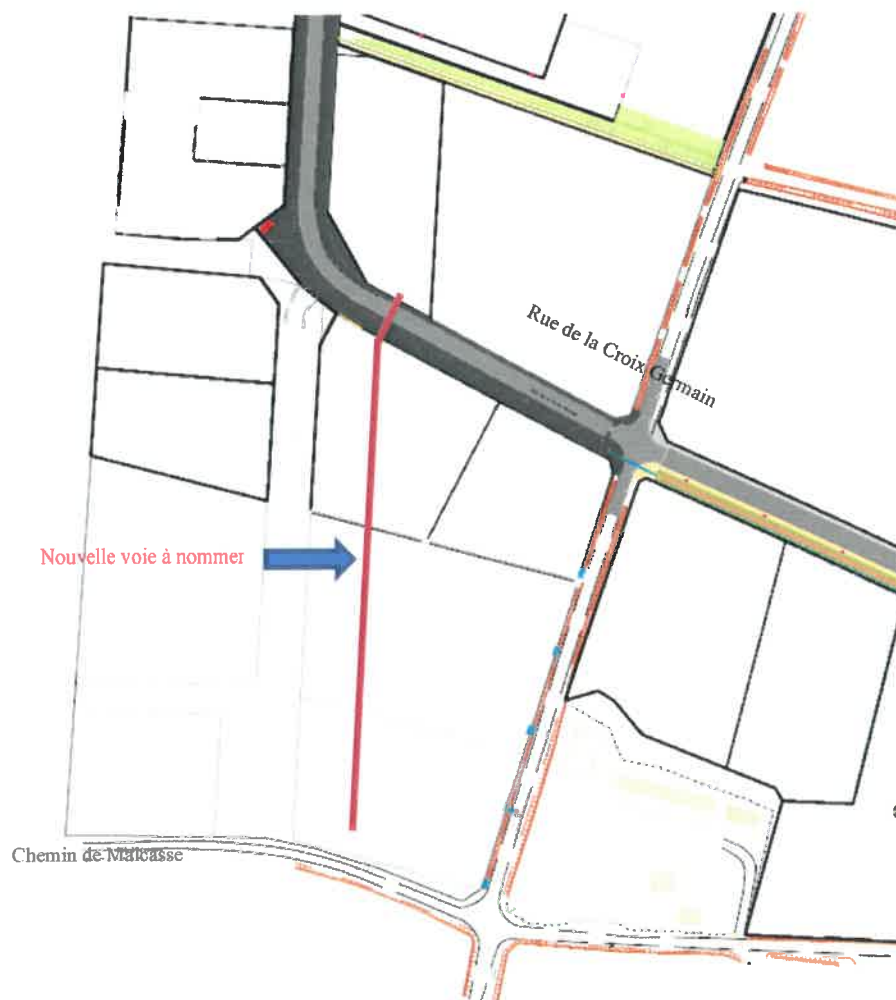 Rue de la Croix Germain
Nouvelle voie à nommer
Chemin de Malcasse